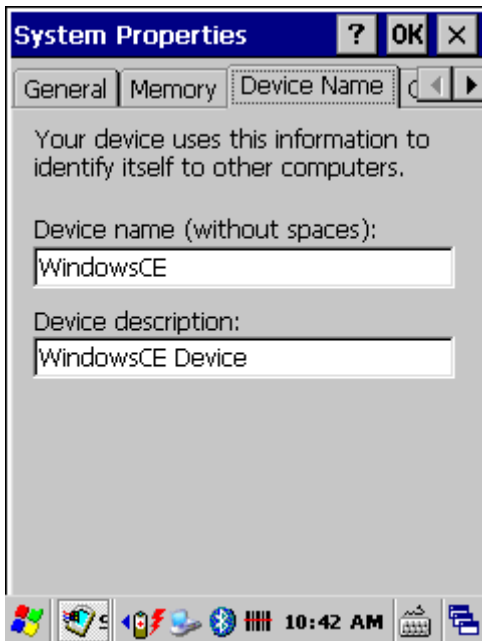 System Properties ? OK ×
General Memory Device Name
Your device uses this information to
identify itself to other computers.
Device name (without spaces):
WindowsCE
Device description:
WindowsCE Device
10:42 AM